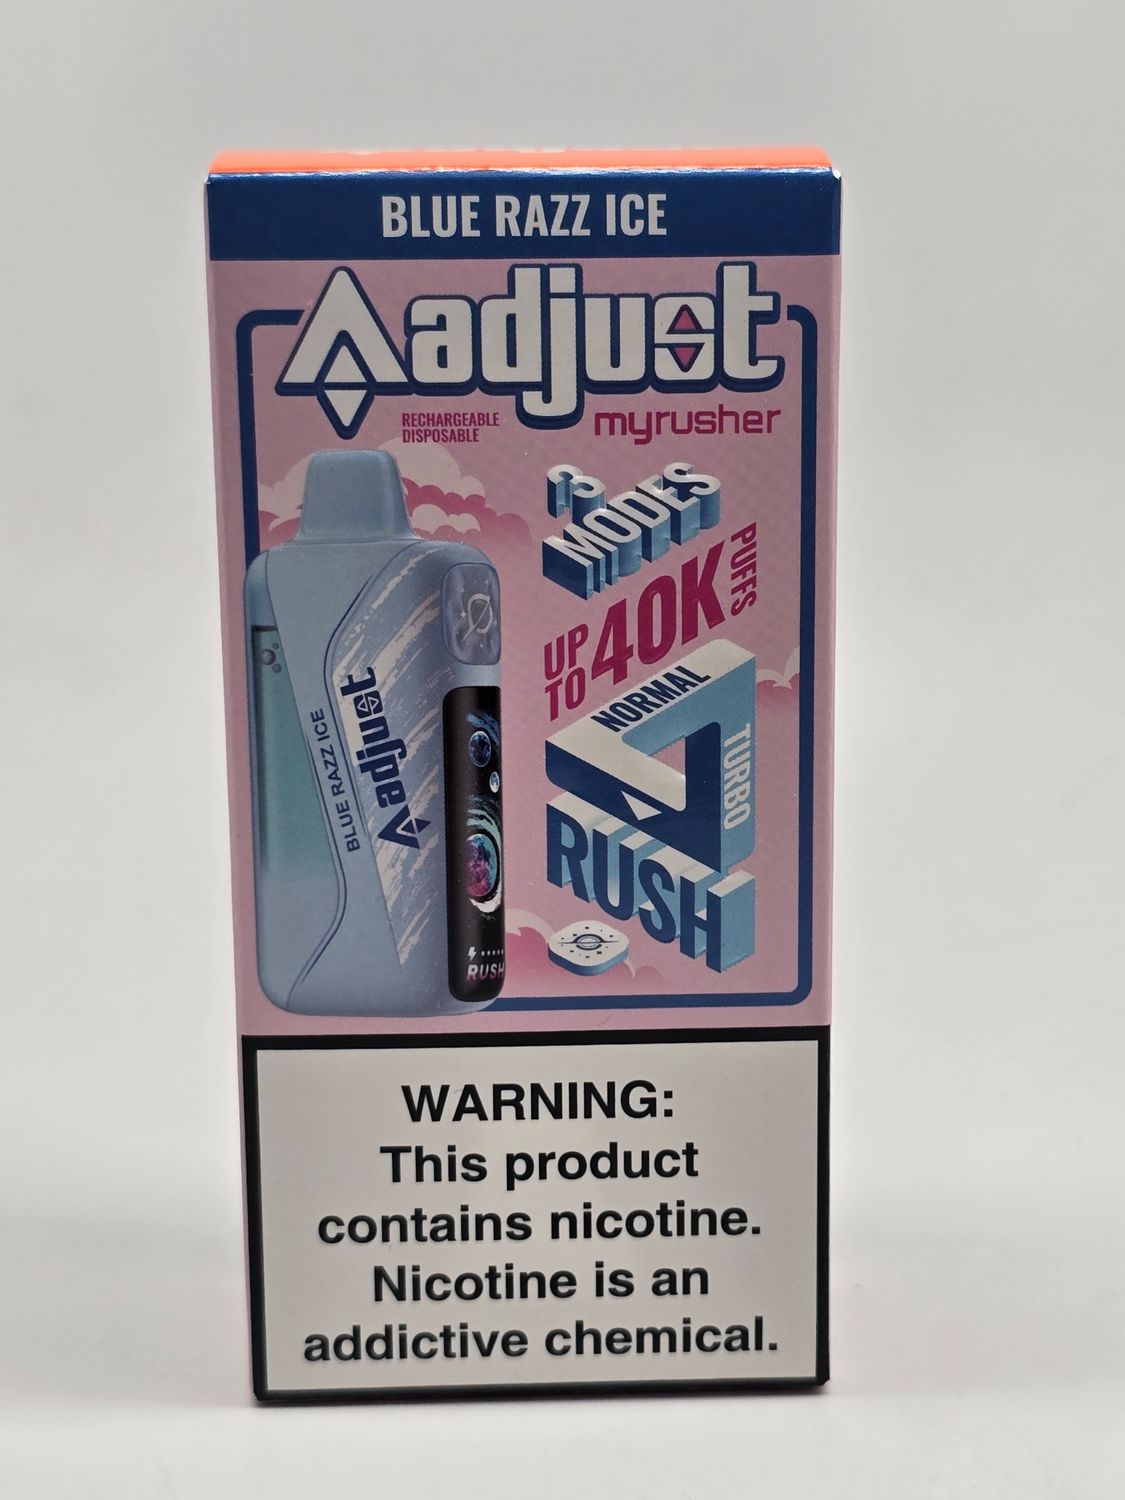 BLUE RAZZ ICE
adjust
RECHARGEABLE
DISPOSABLE
myrusher
3
MODES
UP
TO
40K
PUFFS
NORMAL
TURBO
RUSH
BLUE RAZZ ICE
adjust
RUSH
WARNING:
This product
contains nicotine.
Nicotine is an
addictive chemical.